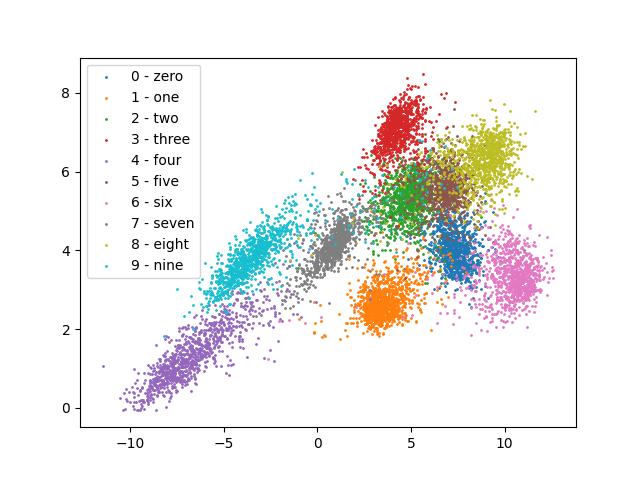 0 - zero
1 - one
2 - two
3 - three
4 - four
5 - five
6 - six
7 - seven
8 - eight
9 - nine
8
6
4
2
0
−10 −5 0 5 10